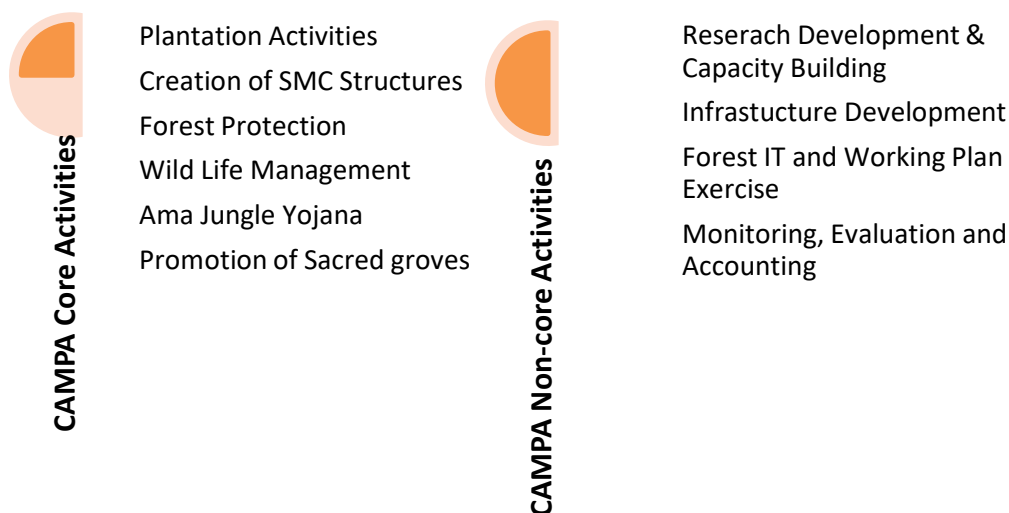 CAMPA Core Activities
Plantation Activities
Creation of SMC Structures
Forest Protection
Wild Life Management
Ama Jungle Yojana
Promotion of Sacred groves
CAMPA Non-core Activities
Reserach Development &
Capacity Building
Infrastucture Development
Forest IT and Working Plan
Exercise
Monitoring, Evaluation and
Accounting